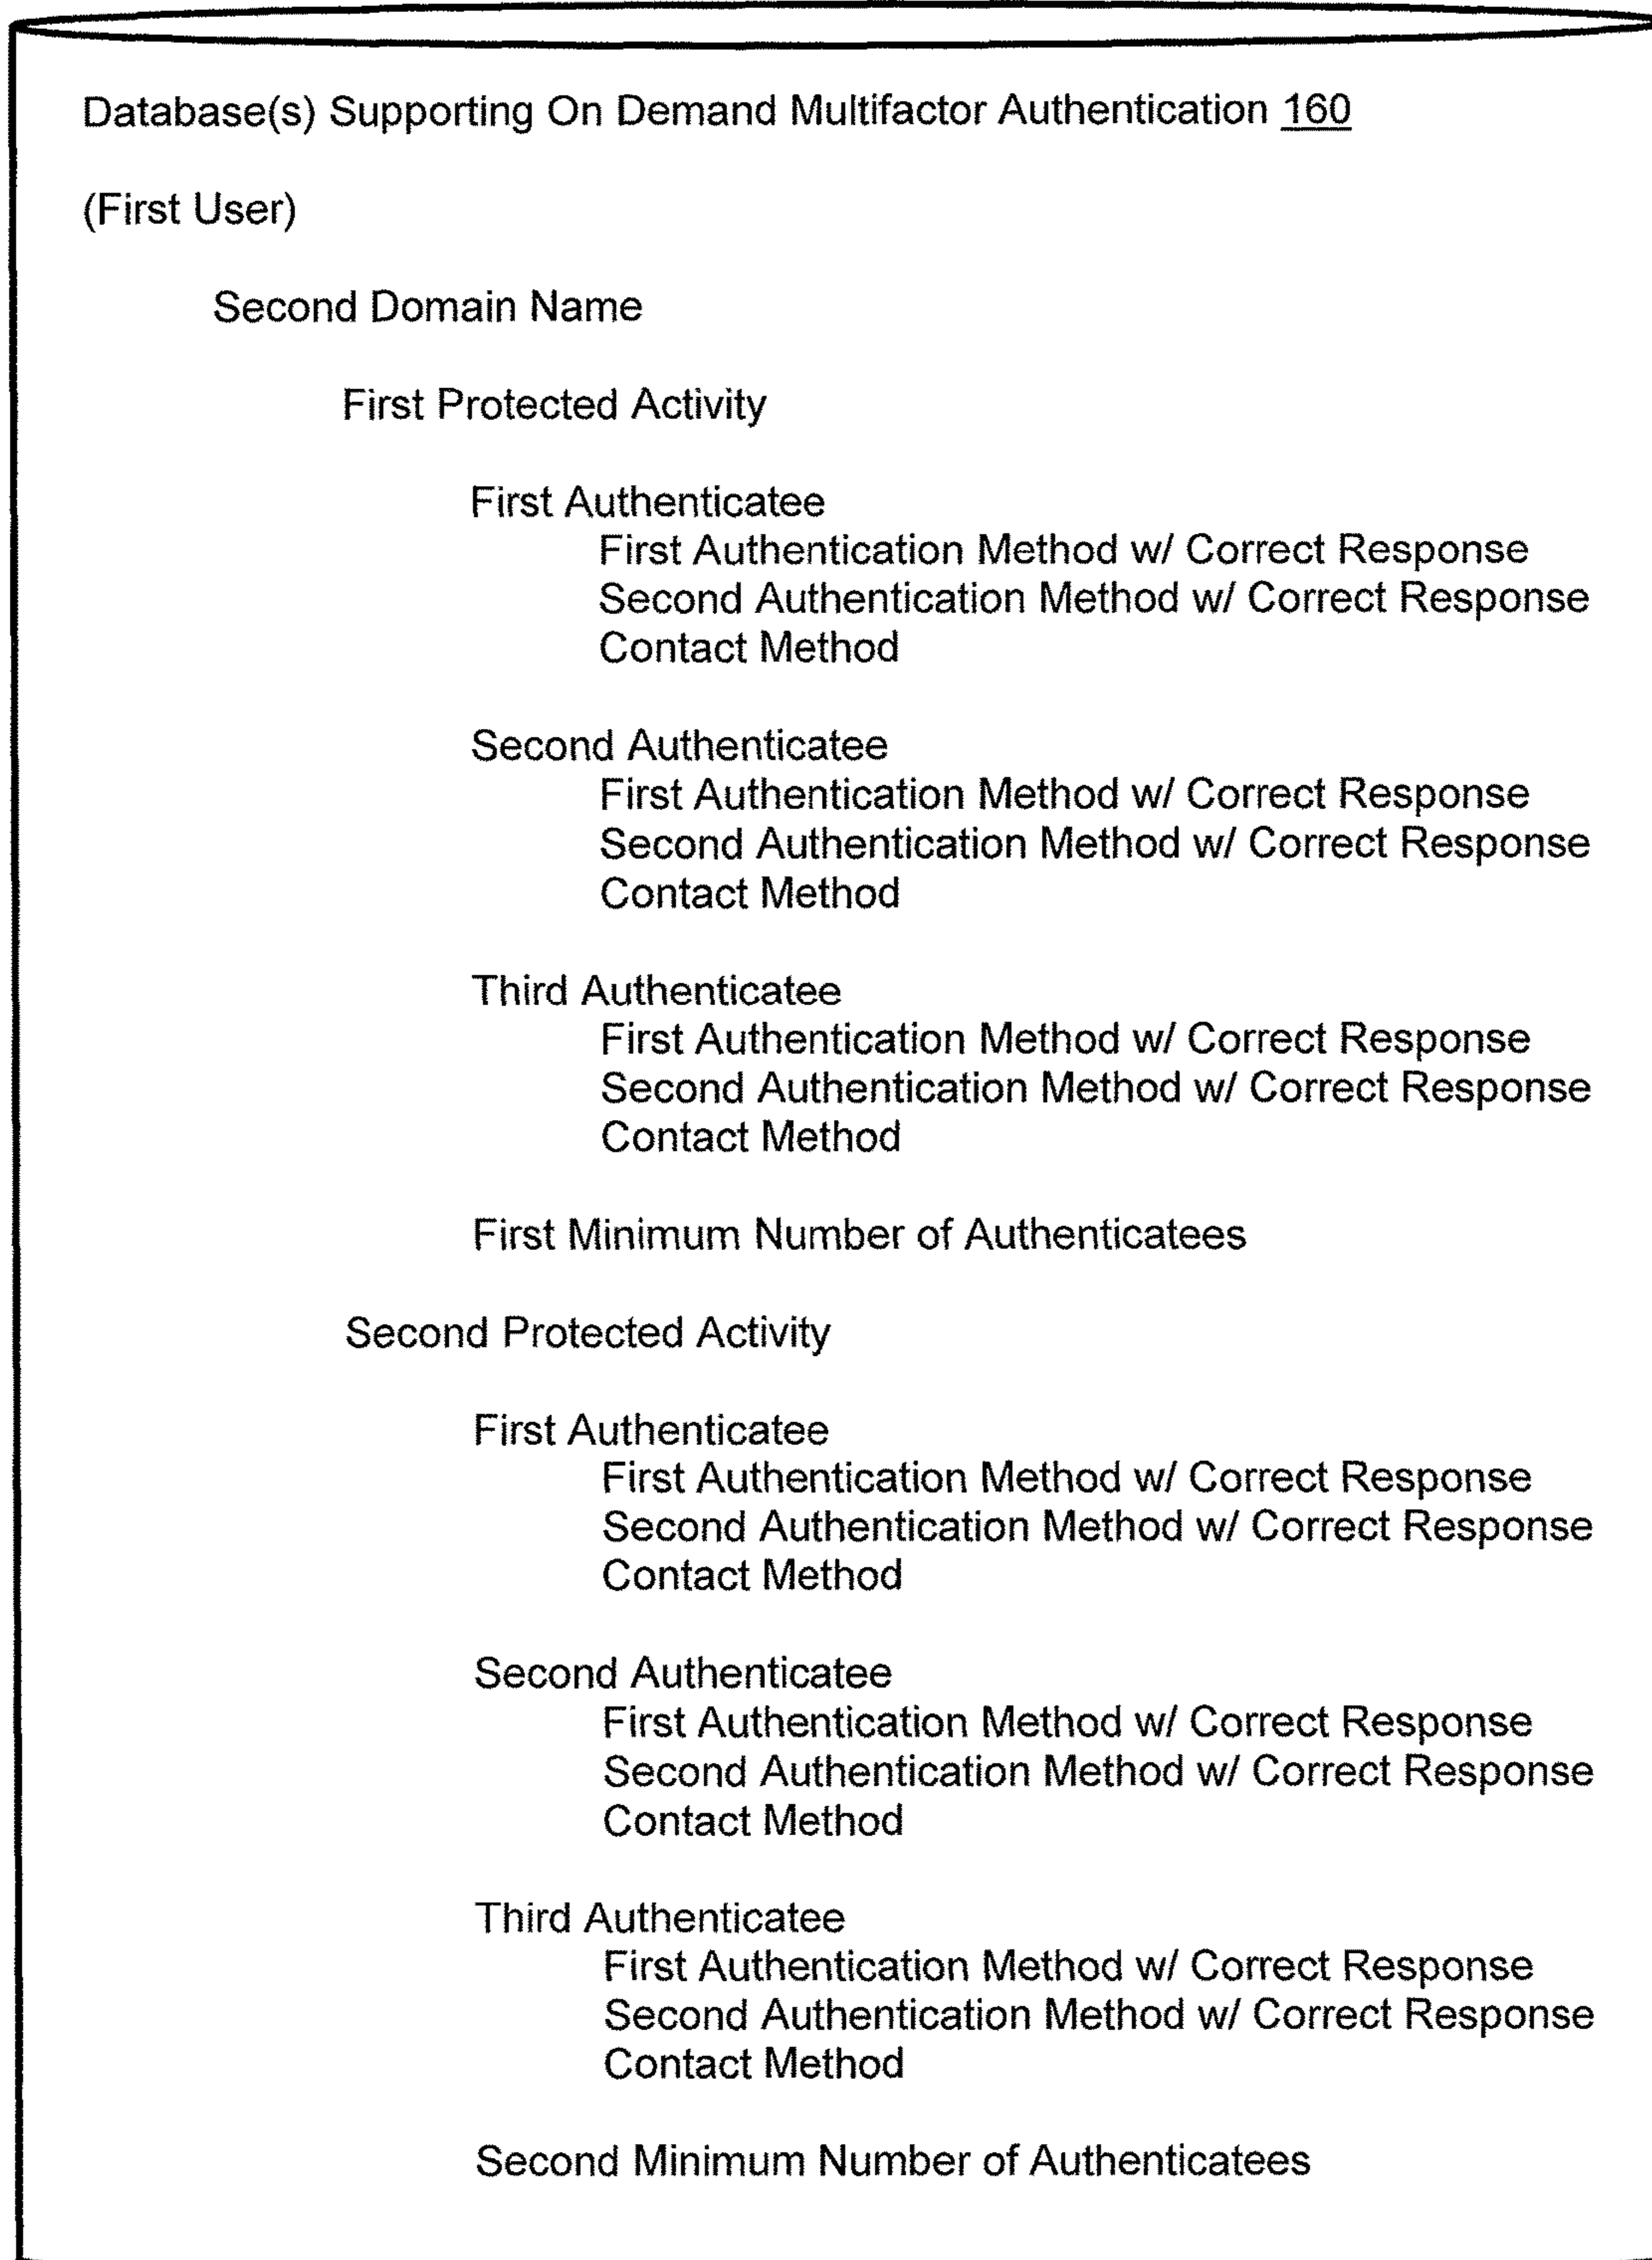 Database(s) Supporting On Demand Multifactor Authentication 160
(First User)
Second Domain Name
First Protected Activity
First Authenticatee
First Authentication Method w/ Correct Response
Second Authentication Method w/ Correct Response
Contact Method
Second Authenticatee
First Authentication Method w/ Correct Response
Second Authentication Method w/ Correct Response
Contact Method
Third Authenticatee
First Authentication Method w/ Correct Response
Second Authentication Method w/ Correct Response
Contact Method
First Minimum Number of Authenticatees
Second Protected Activity
First Authenticatee
First Authentication Method w/ Correct Response
Second Authentication Method w/ Correct Response
Contact Method
Second Authenticatee
First Authentication Method w/ Correct Response
Second Authentication Method w/ Correct Response
Contact Method
Third Authenticatee
First Authentication Method w/ Correct Response
Second Authentication Method w/ Correct Response
Contact Method
Second Minimum Number of Authenticatees